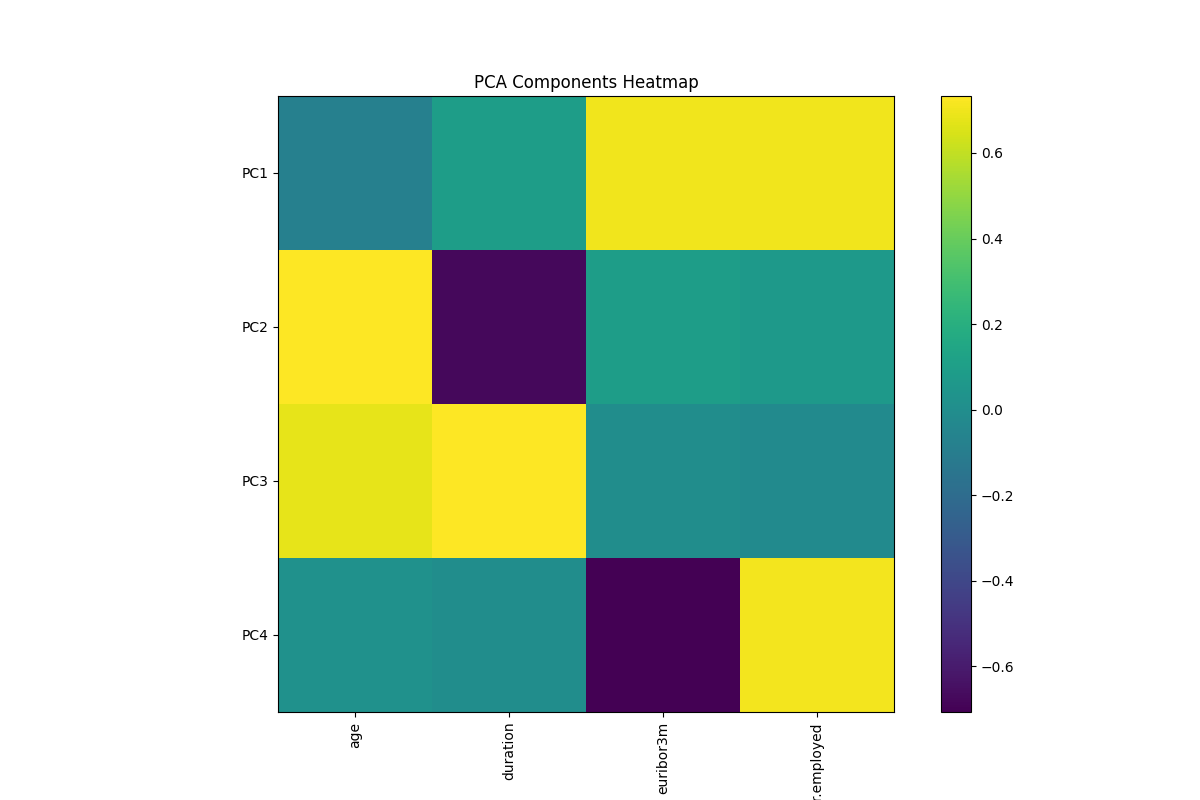 PCA Components Heatmap
PC1
PC2
PC3
PC4
age
duration
euribor3m
r.employed
0.6
0.4
0.2
0.0
−0.2
−0.4
−0.6